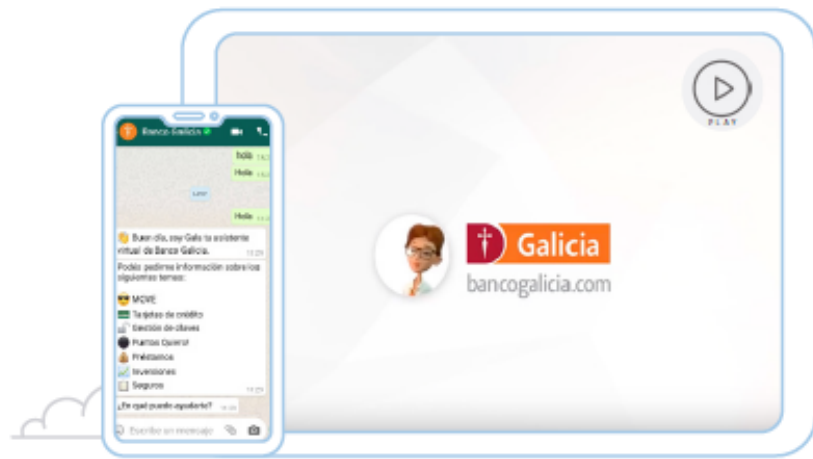 Banco Galicia
hola
Hola
Hola
Buen día, soy Gala tu asistente
virtual de Banco Galicia.
Podés pedirme información sobre los
siguientes temas:
MOVE
Tarjetas de crédito
Gestión de claves
Puntos Quiero!
Préstamos
Inversiones
Seguros
¿En qué puedo ayudarte?
Escribe un mensaje
PLAY
Galicia
bancogalicia.com